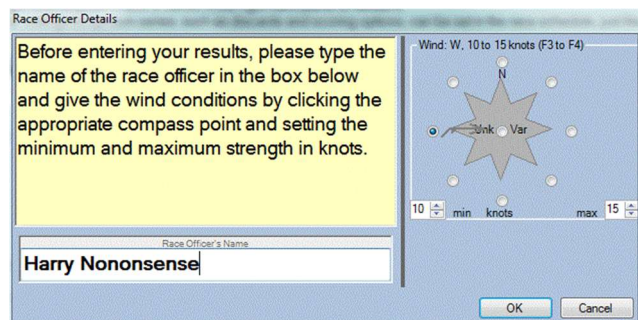 Race Officer Details
Before entering your results, please type the
name of the race officer in the box below
and give the wind conditions by clicking the
appropriate compass point and setting the
minimum and maximum strength in knots.
Race Officer's Name
Harry Nononsense
Wind: W, 10 to 15 knots (F3 to F4)
N
Unk Var
10 min knots max 15
OK Cancel